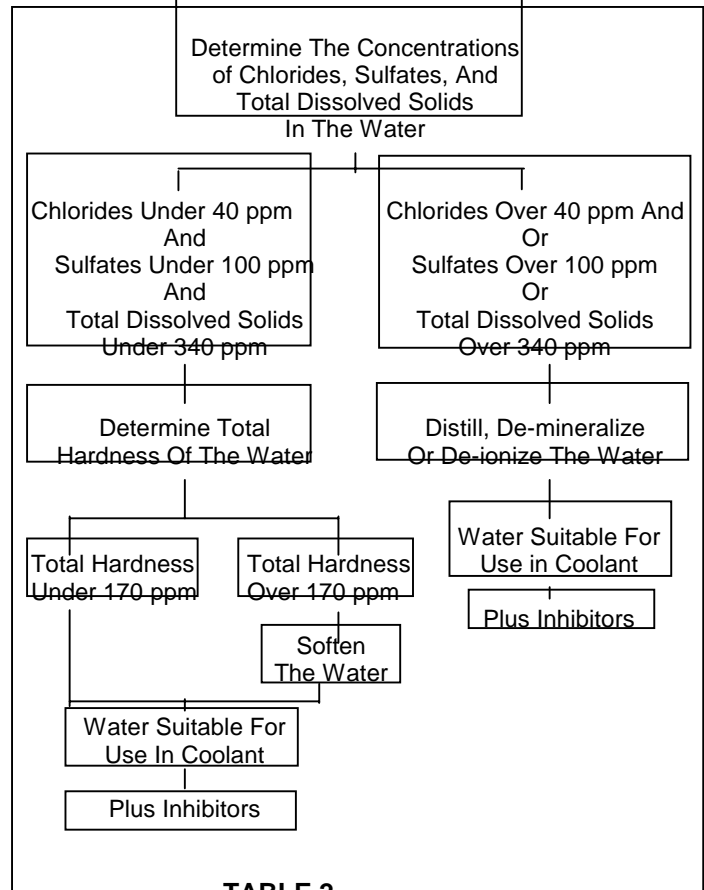 Determine The Concentrations
of Chlorides, Sulfates, And
Total Dissolved Solids
In The Water
Chlorides Under 40 ppm
And
Sulfates Under 100 ppm
And
Total Dissolved Solids
Under 340 ppm
Chlorides Over 40 ppm And
Or
Sulfates Over 100 ppm
Or
Total Dissolved Solids
Over 340 ppm
Determine Total
Hardness Of The Water
Distill, De-mineralize
Or De-ionize The Water
Total Hardness
Under 170 ppm
Total Hardness
Over 170 ppm
Water Suitable For
Use in Coolant
Plus Inhibitors
Soften
The Water
Water Suitable For
Use In Coolant
Plus Inhibitors
TABLE 2